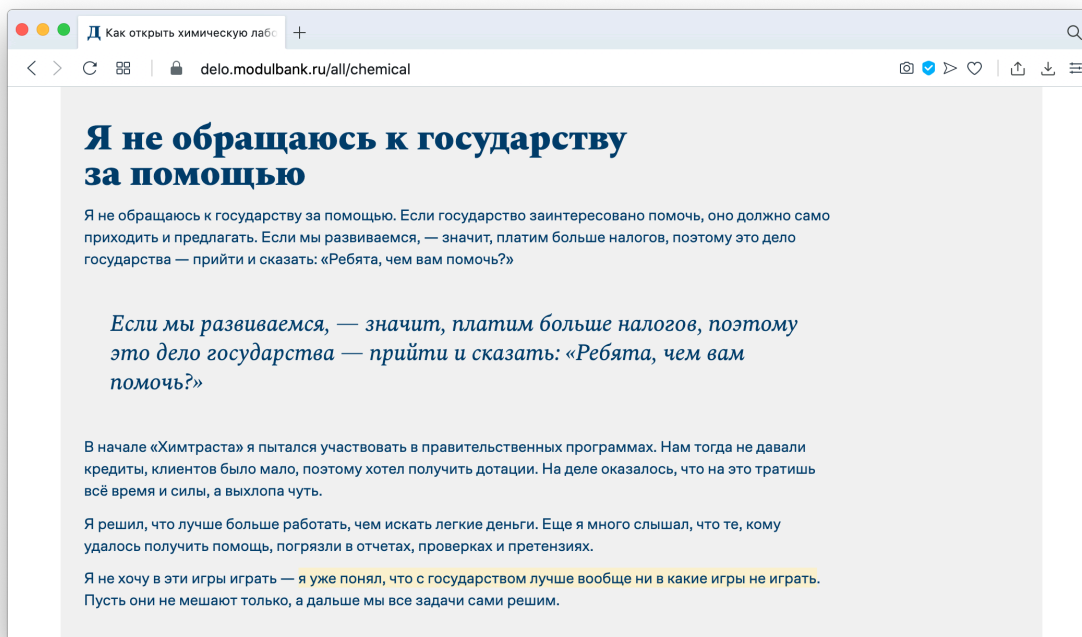 Как открыть химическую лабо
delo.modulbank.ru/all/chemical
Я не обращаюсь к государству
за помощью
Я не обращаюсь к государству за помощью. Если государство заинтересовано помочь, оно должно само
приходить и предлагать. Если мы развиваемся, — значит, платим больше налогов, поэтому это дело
государства — прийти и сказать: «Ребята, чем вам помочь?»
Если мы развиваемся, — значит, платим больше налогов, поэтому
это дело государства — прийти и сказать: «Ребята, чем вам
помочь?»
В начале «Химтраста» я пытался участвовать в правительственных программах. Нам тогда не давали
кредиты, клиентов было мало, поэтому хотел получить дотации. На деле оказалось, что на это тратишь
всё время и силы, а выхлопа чуть.
Я решил, что лучше больше работать, чем искать легкие деньги. Еще я много слышал, что те, кому
удалось получить помощь, погрязли в отчетах, проверках и претензиях.
Я не хочу в эти игры играть — я уже понял, что с государством лучше вообще ни в какие игры не играть.
Пусть они не мешают только, а дальше мы все задачи сами решим.